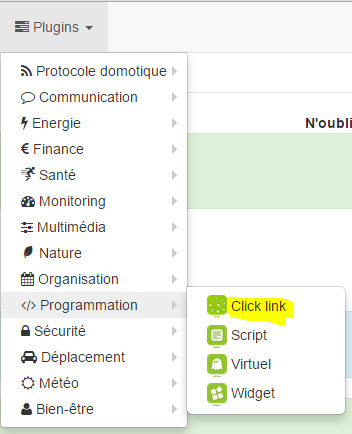 Plugins
Protocole domotique
N'oubli
Communication
Energie
€ Finance
Santé
Monitoring
Multimédia
Nature
Organisation
</> Programmation
Click link
Script
Sécurité
Virtuel
Déplacement
Widget
Météo
Bien-être